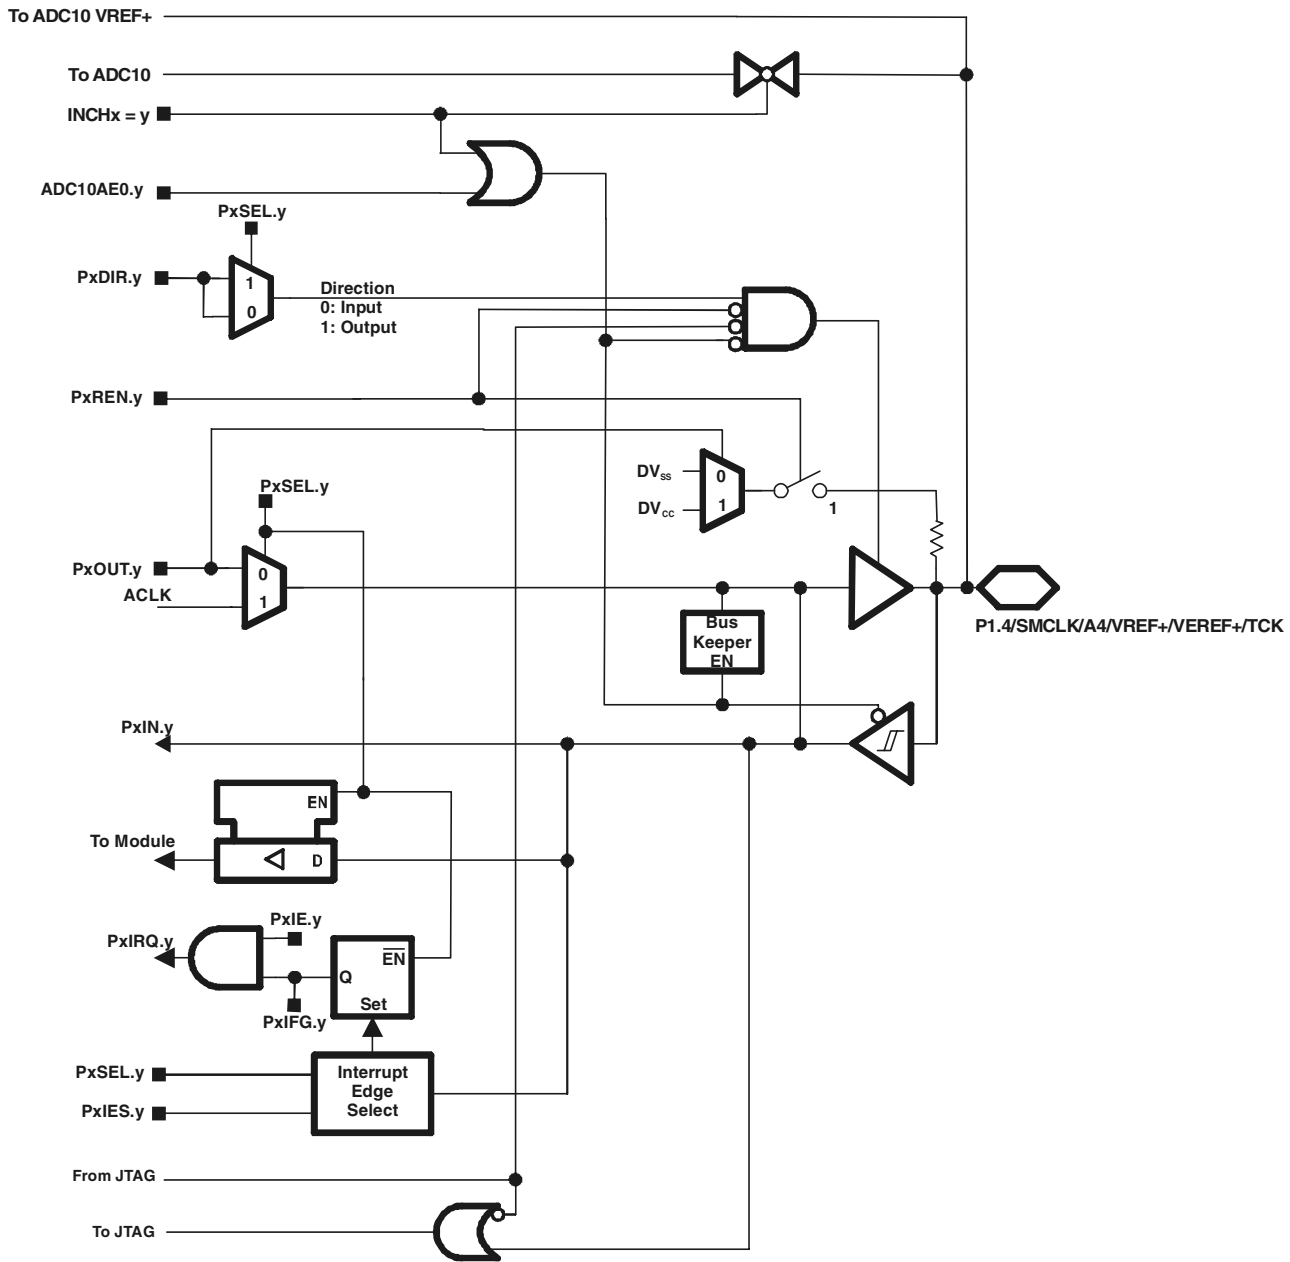 To ADC10 VREF+
To ADC10
INCHx = y
ADC10AE0.y
PxSEL.y
PxDIR.y
1
0
Direction
0: Input
1: Output
PxREN.y
DVSS
DVCC
0
1
1
PxSEL.y
PxOUT.y
ACLK
0
1
Bus
Keeper
EN
P1.4/SMCLK/A4/VREF+/VEREF+/TCK
PxIN.y
EN
To Module
D
PxIE.y
PxIRQ.y
EN
Q
Set
PxIFG.y
PxSEL.y
PxIES.y
Interrupt
Edge
Select
From JTAG
To JTAG